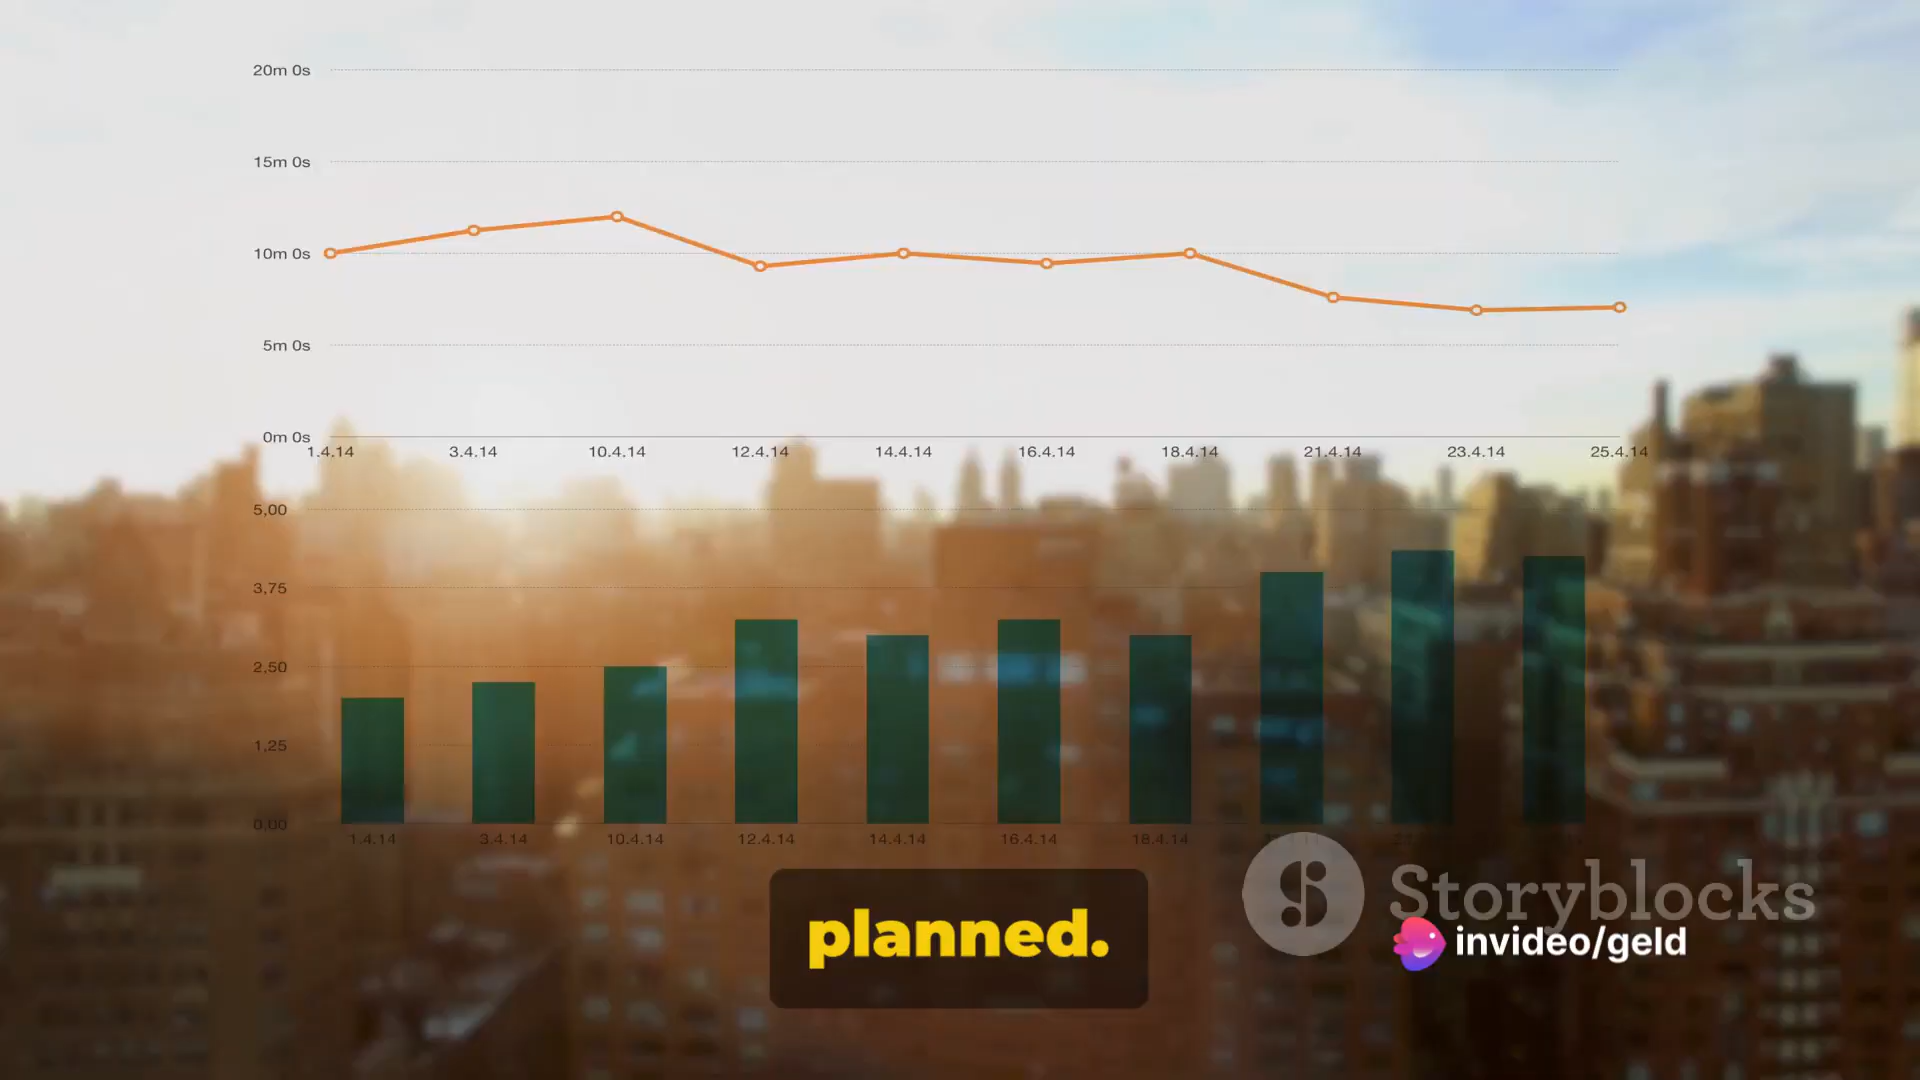 20m 0s
15m 0s
10m 0s
5m 0s
0m 0s
1.4.14 3.4.14 10.4.14 12.4.14 14.4.14 16.4.14 18.4.14 21.4.14 23.4.14 25.4.14
5,00
3,75
2,50
1,25
0,00
1.4.14 3.4.14 10.4.14 12.4.14 14.4.14 16.4.14 18.4.14
planned.
Storyblocks
invideo/geld